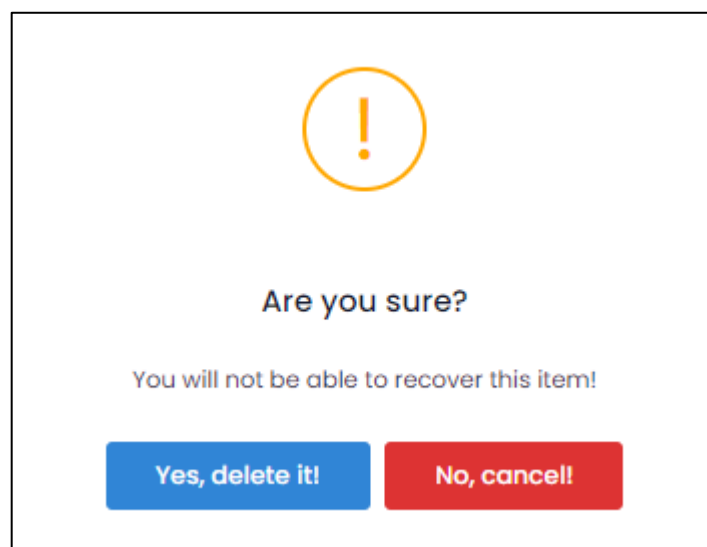 !
Are you sure?
You will not be able to recover this item!
Yes, delete it! No, cancel!